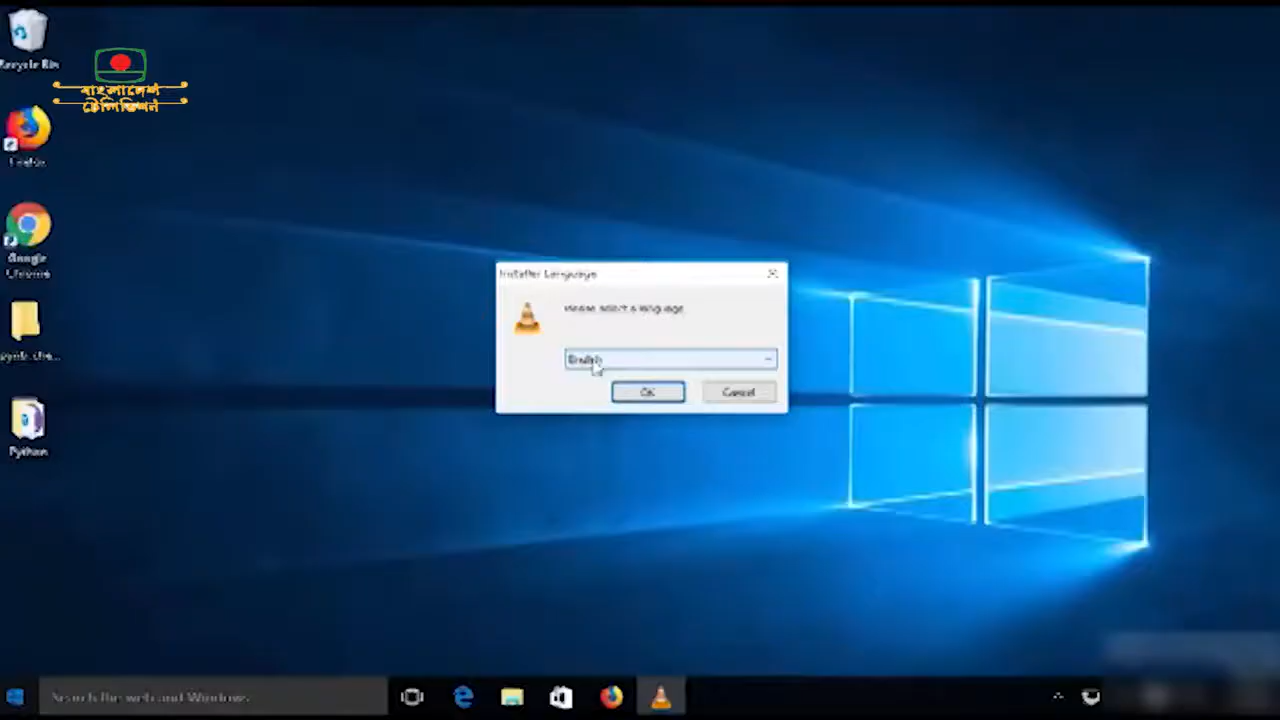 Recycle Bin
বাংলাদেশ
টেলিভিশন
Firefox
Google
Chrome
Python
Installer Language
Please select a language.
English
OK
Cancel
Search the web and Windows